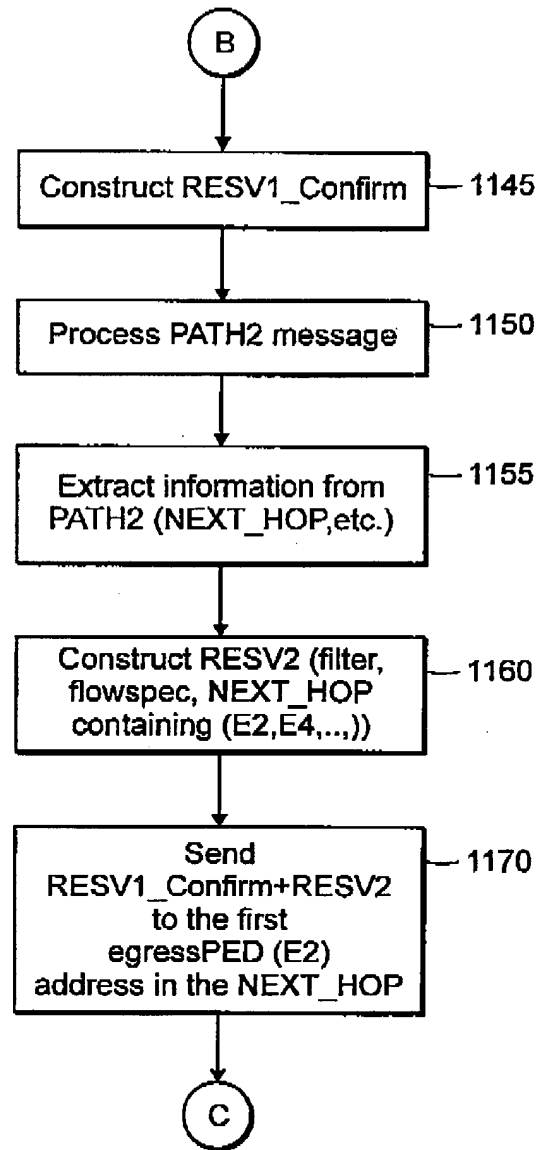 B
Construct RESV1_Confirm
1145
Process PATH2 message
1150
Extract information from
PATH2 (NEXT_HOP,etc.)
1155
Construct RESV2 (filter,
flowspec, NEXT_HOP
containing (E2,E4,..,))
1160
Send
RESV1_Confirm+RESV2
to the first
egressPED (E2)
address in the NEXT_HOP
1170
C